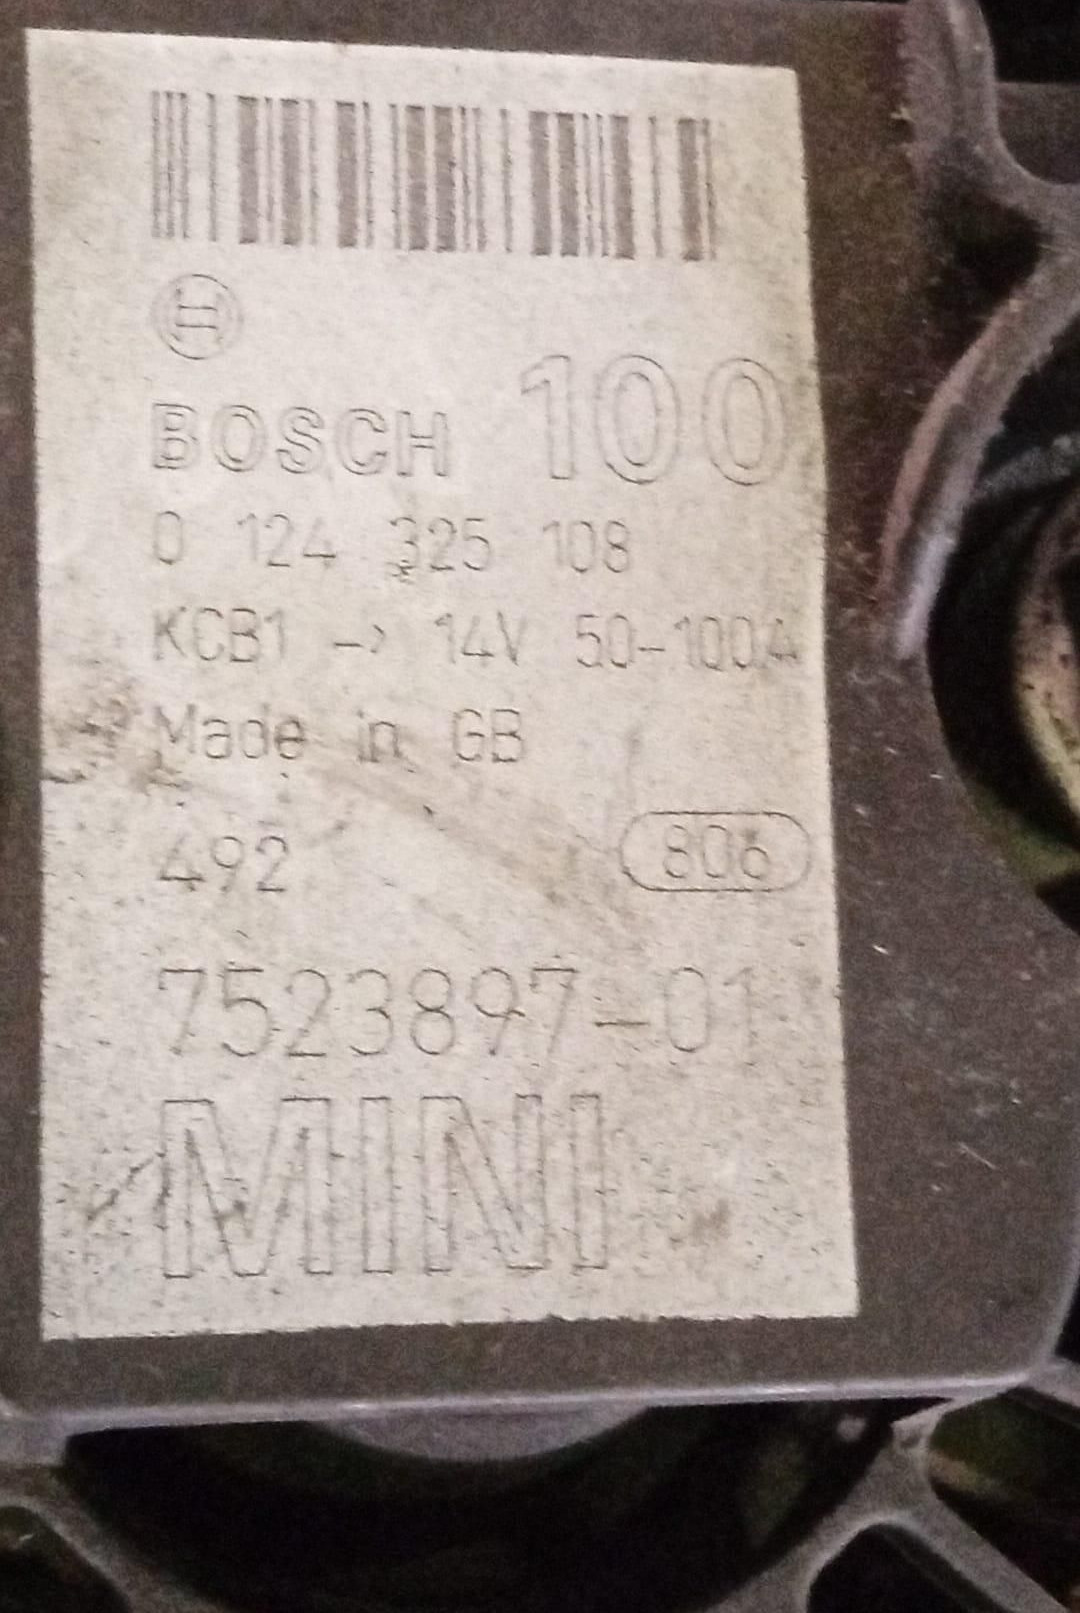 BOSCH 100
0 124 325 108
KCB1 -> 14V 50-100A
Made in GB
492 806
7523897-01
MINI